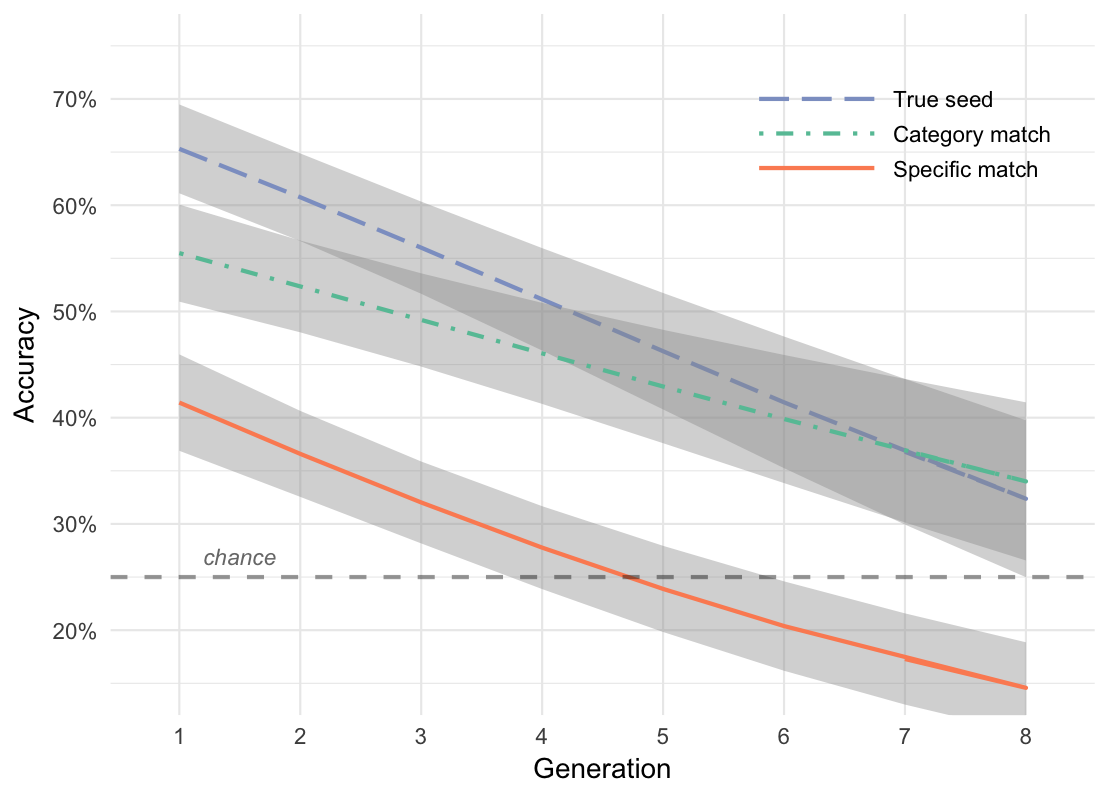 70%
60%
50%
40%
30%
20%
Accuracy
True seed
Category match
Specific match
chance
1 2 3 4 5 6 7 8
Generation